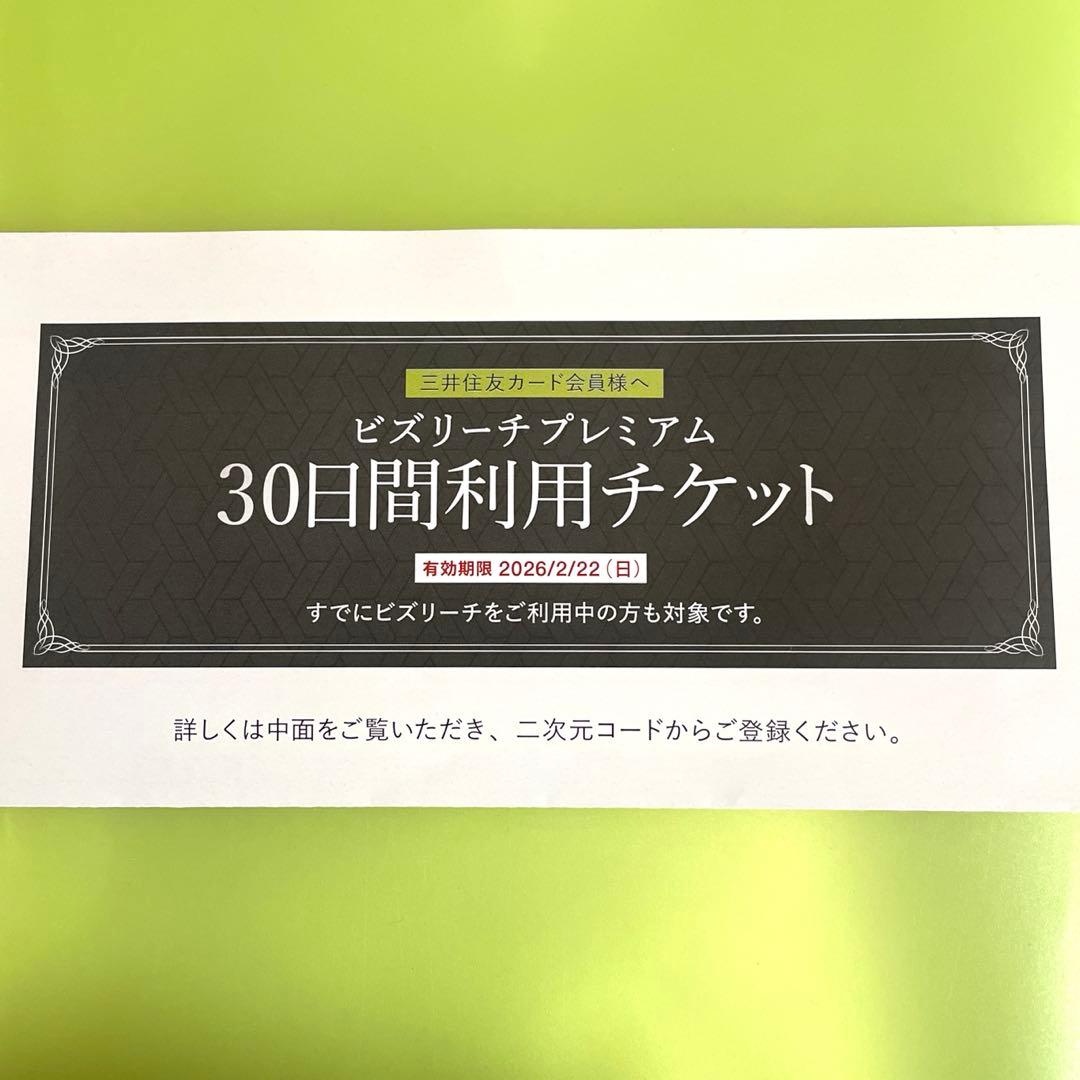 三井住友カード会員様へ
ビズリーチプレミアム
30日間利用チケット
有効期限 2026/2/22（日）
すでにビズリーチをご利用中の方も対象です。
詳しくは中面をご覧いただき、二次元コードからご登録ください。